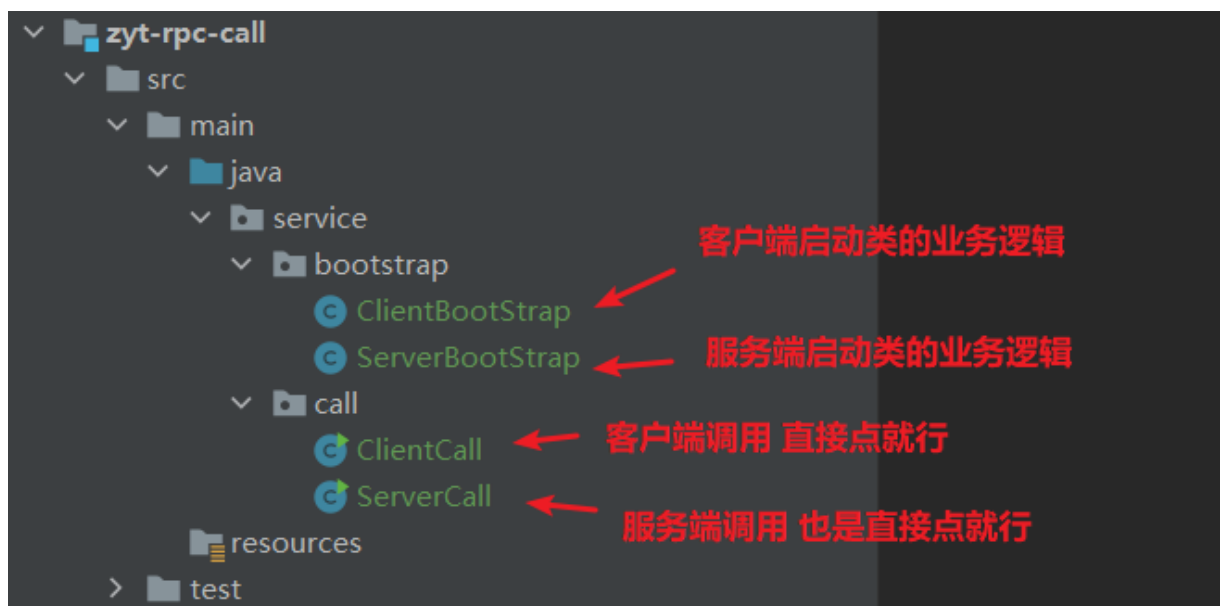 zyt-rpc-call
src
main
java
service
客户端启动类的业务逻辑
bootstrap
ClientBootStrap
服务端启动类的业务逻辑
ServerBootStrap
call
客户端调用 直接点就行
ClientCall
ServerCall
服务端调用 也是直接点就行
resources
test